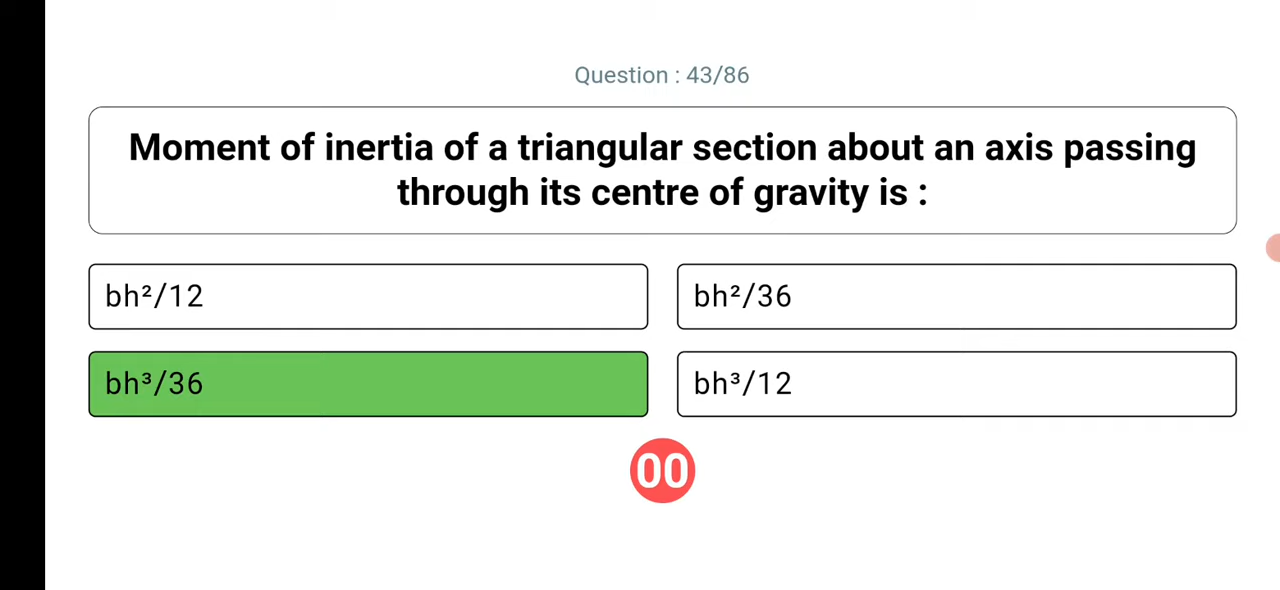 Question : 43/86
Moment of inertia of a triangular section about an axis passing
through its centre of gravity is :
bh²/12
bh²/36
bh³/36
bh³/12
00